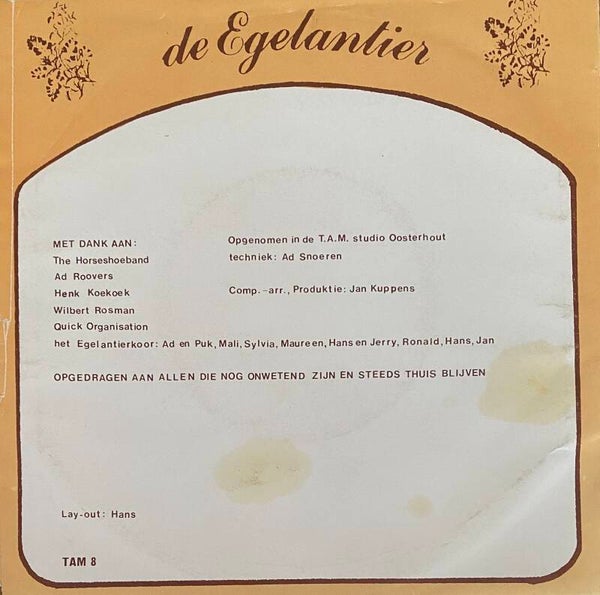 de Egelantier
MET DANK AAN:
The Horseshoeband
Ad Roovers
Henk Koekoek
Wilbert Rosman
Quick Organisation
het Egelantierkoor: Ad en Puk, Mali, Sylvia, Maureen, Hans en Jerry, Ronald, Hans, Jan
Opgenomen in de T.A.M. studio Oosterhout
techniek: Ad Snoeren
Comp.-arr., Produktie: Jan Kuppens
OPGEDRAGEN AAN ALLEN DIE NOG ONWETEND ZIJN EN STEEDS THUIS BLIJVEN
Lay-out: Hans
TAM 8